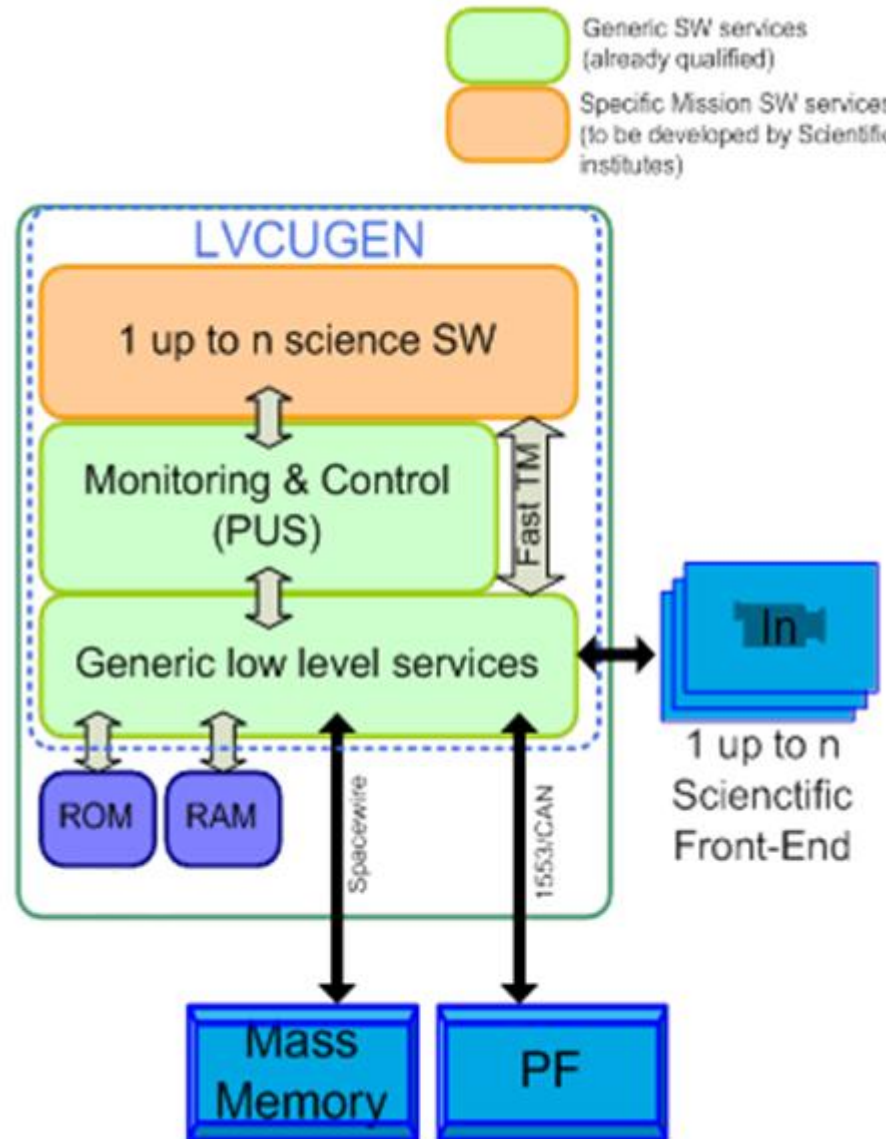 Generic SW services
(already qualified)
Specific Mission SW services
(to be developed by Scientific
institutes)
LVCUGEN
1 up to n science SW
Monitoring & Control
(PUS)
Fast TM
Generic low level services
In
1 up to n
Scienctific
Front-End
ROM
RAM
Spacewire
1553/CAN
Mass
Memory
PF